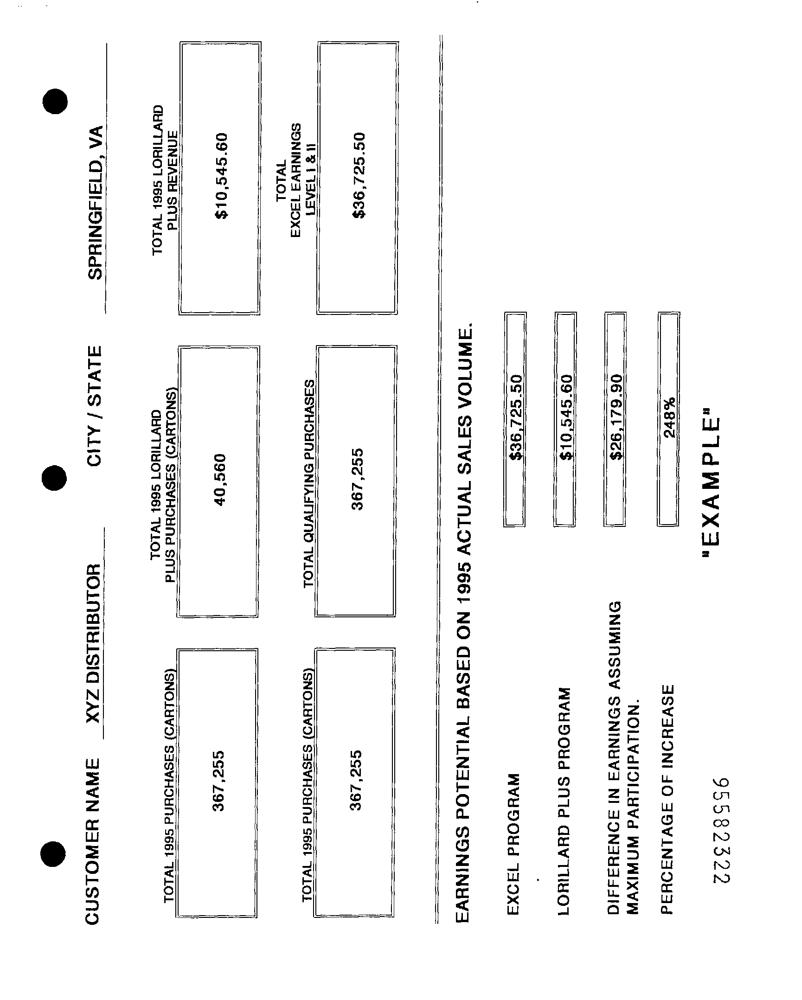 CUSTOMER NAME XYZ DISTRIBUTOR CITY / STATE SPRINGFIELD, VA
TOTAL 1995 PURCHASES (CARTONS)
367,255
TOTAL 1995 LORILLARD
PLUS PURCHASES (CARTONS)
40,560
TOTAL 1995 LORILLARD
PLUS REVENUE
$10,545.60
TOTAL 1995 PURCHASES (CARTONS)
367,255
TOTAL QUALIFYING PURCHASES
367,255
TOTAL
EXCEL EARNINGS
LEVEL I & II
$36,725.50
EARNINGS POTENTIAL BASED ON 1995 ACTUAL SALES VOLUME.
EXCEL PROGRAM $36,725.50
LORILLARD PLUS PROGRAM $10,545.60
DIFFERENCE IN EARNINGS ASSUMING
MAXIMUM PARTICIPATION. $26,179.90
PERCENTAGE OF INCREASE 248%
"EXAMPLE"
95582322